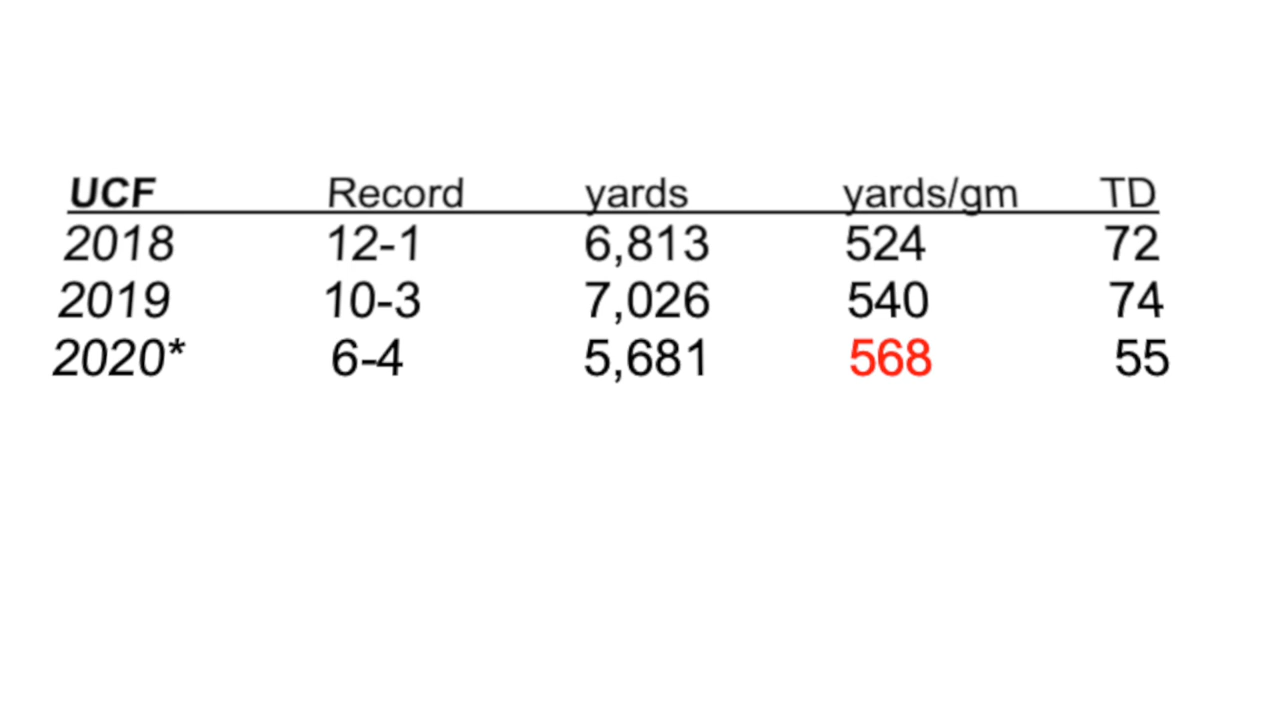 UCF Record yards yards/gm TD
2018 12-1 6,813 524 72
2019 10-3 7,026 540 74
2020* 6-4 5,681 568 55